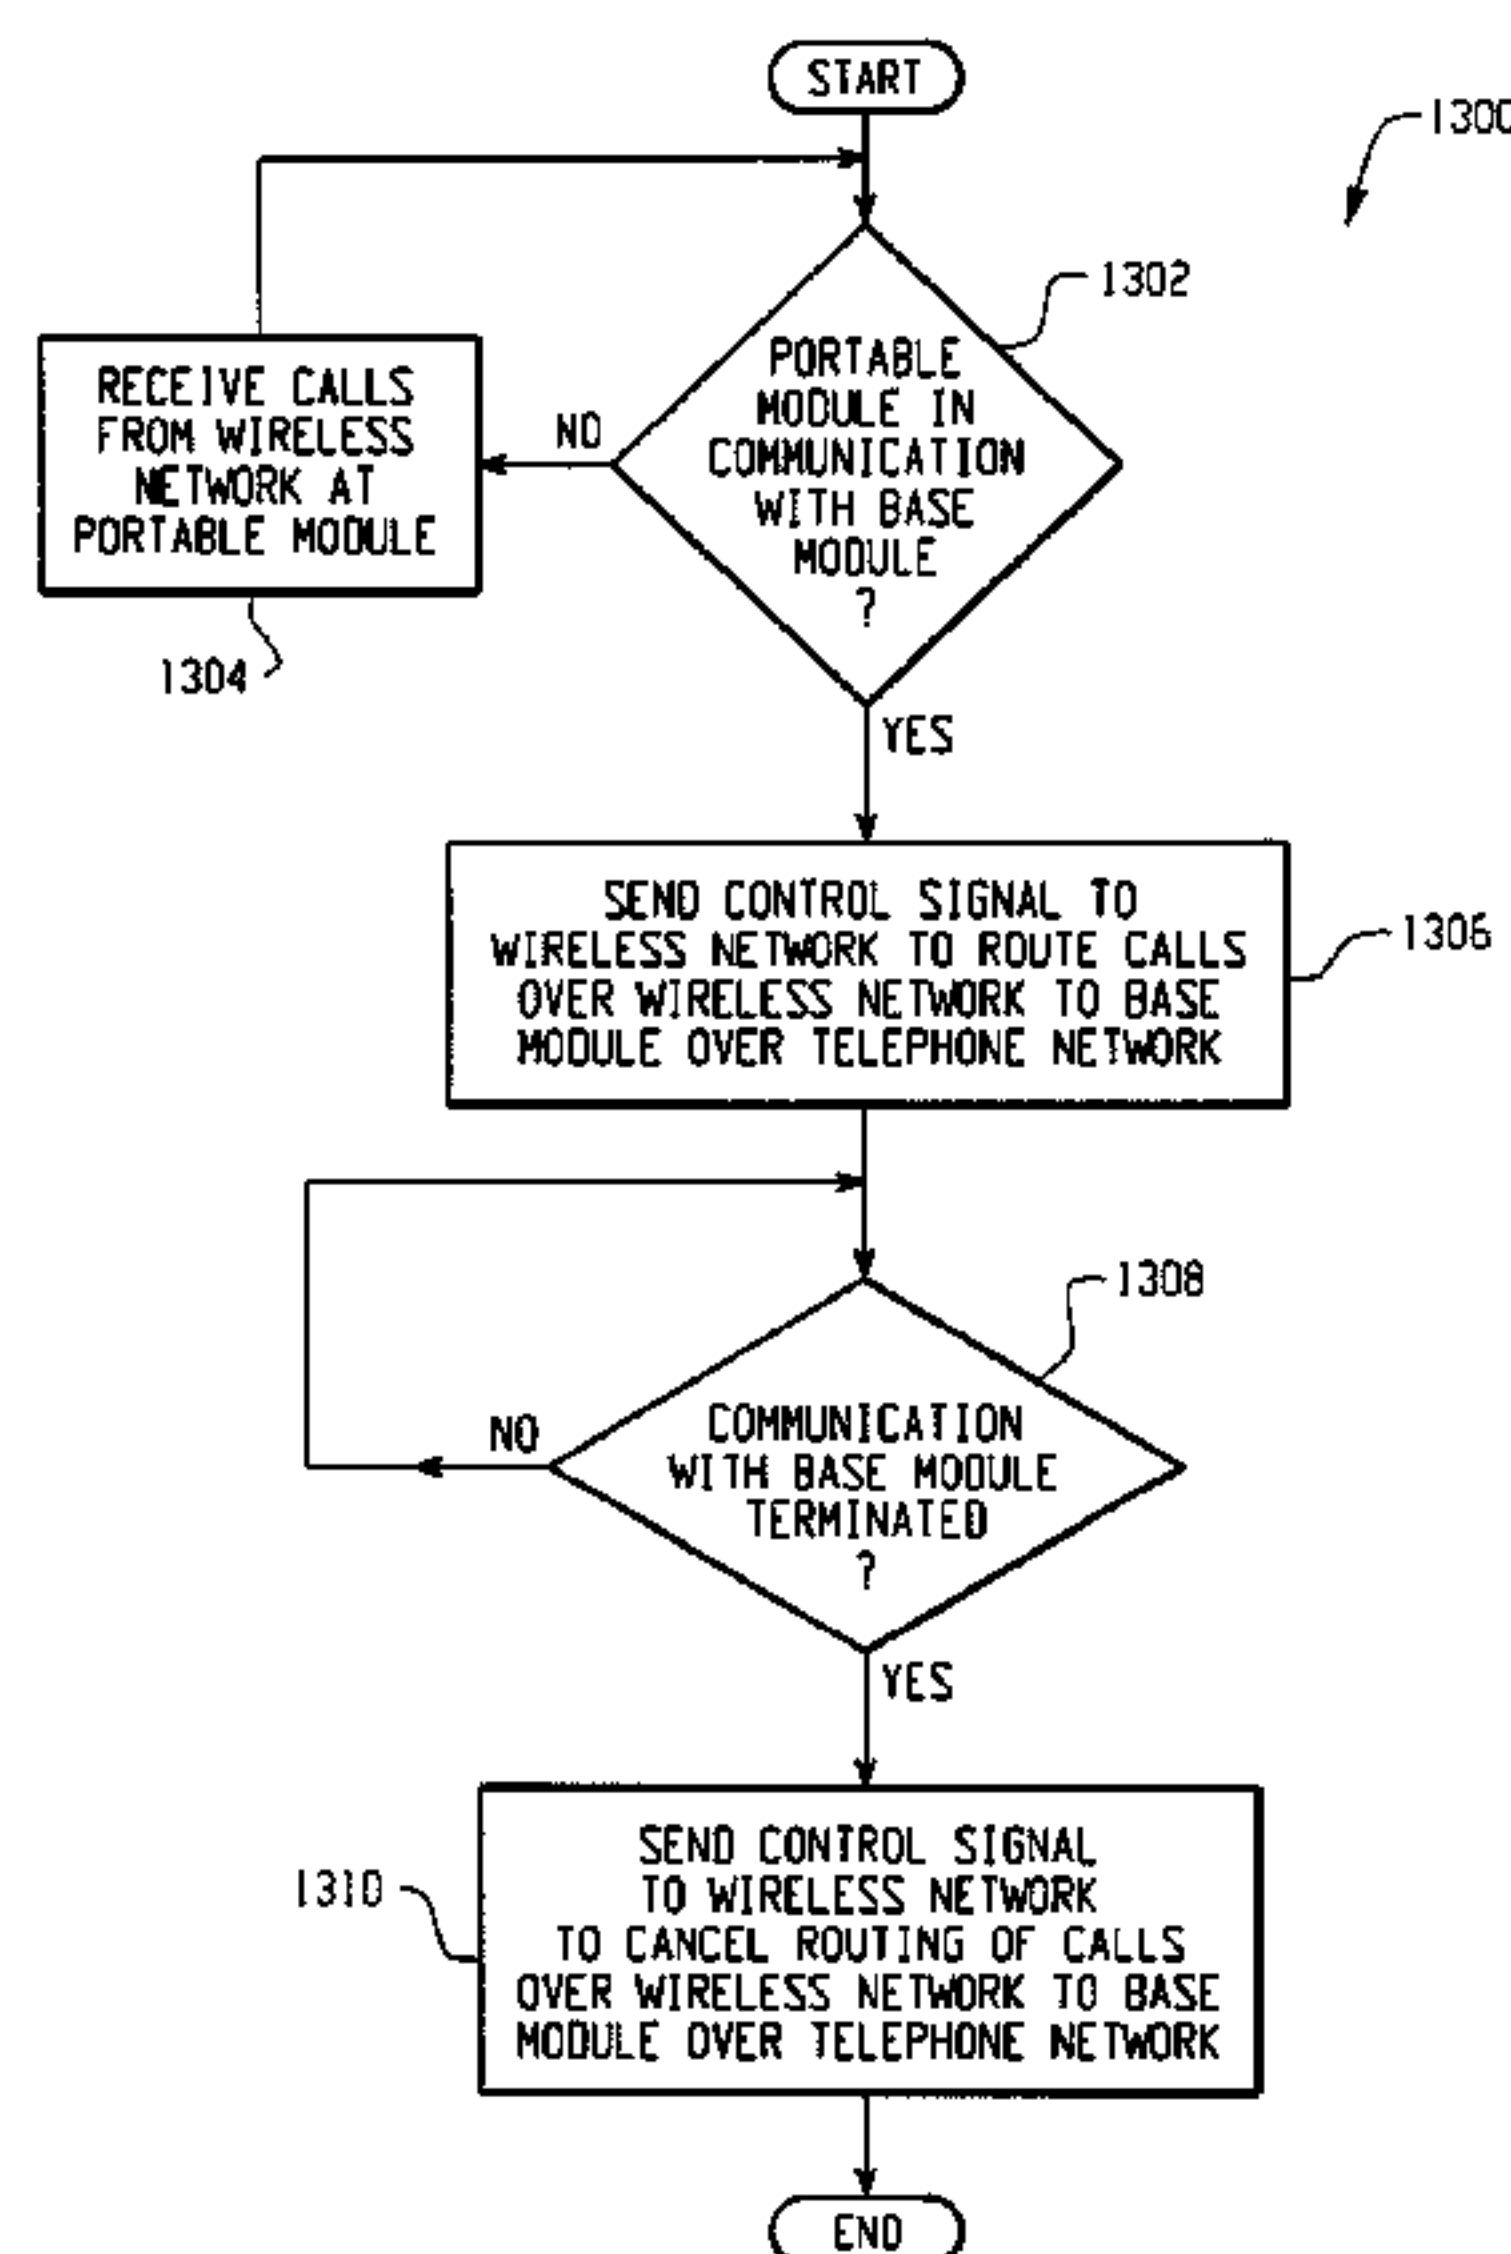 START
1300
1302
PORTABLE
MODULE IN
COMMUNICATION
WITH BASE
MODULE
?
NO
RECEIVE CALLS
FROM WIRELESS
NETWORK AT
PORTABLE MODULE
1304
YES
SEND CONTROL SIGNAL TO
WIRELESS NETWORK TO ROUTE CALLS
OVER WIRELESS NETWORK TO BASE
MODULE OVER TELEPHONE NETWORK
1306
1308
COMMUNICATION
WITH BASE MODULE
TERMINATED
?
NO
YES
SEND CONTROL SIGNAL
TO WIRELESS NETWORK
TO CANCEL ROUTING OF CALLS
OVER WIRELESS NETWORK TO BASE
MODULE OVER TELEPHONE NETWORK
1310
END